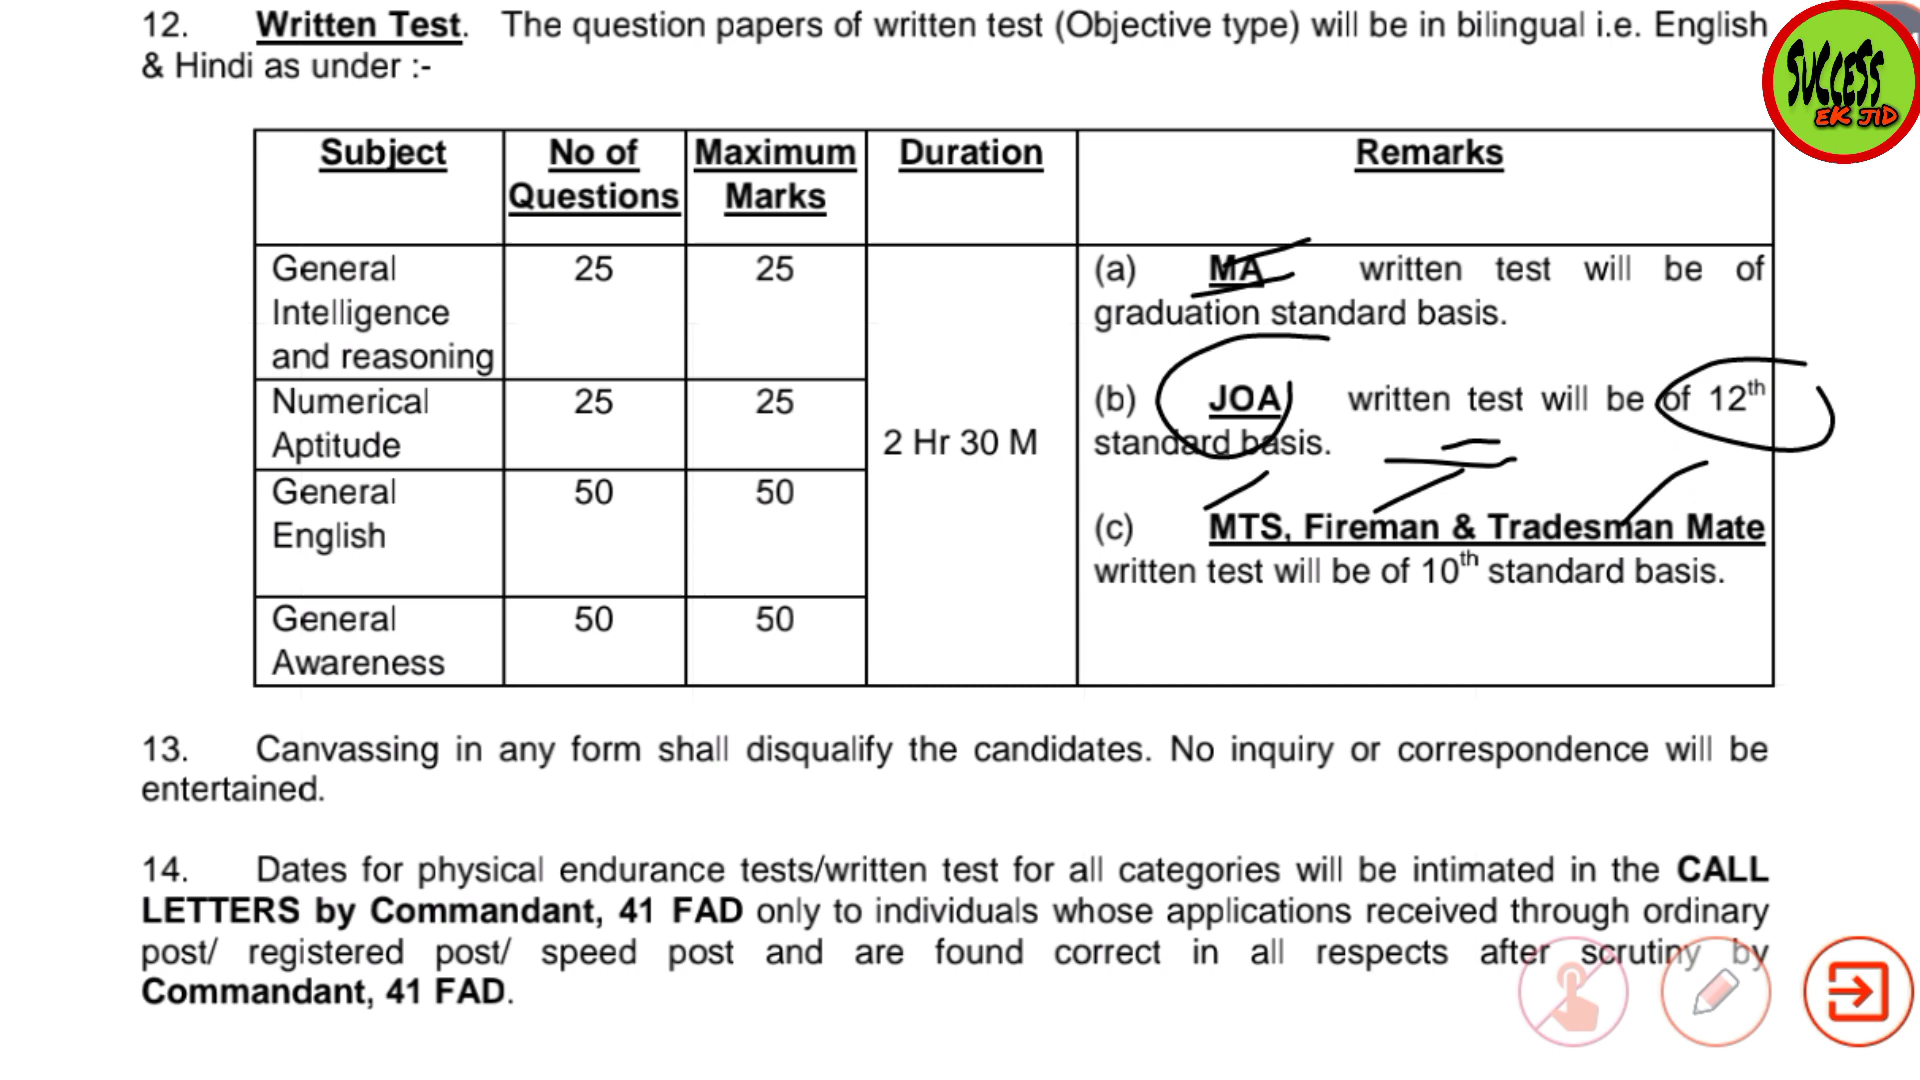 12. Written Test. The question papers of written test (Objective type) will be in bilingual i.e. English
& Hindi as under :-
SUCCESS
EK JID
Subject
No of
Questions
Maximum
Marks
Duration
Remarks
General
Intelligence
and reasoning
25
25
Numerical
Aptitude
25
25
General
English
50
50
General
Awareness
50
50
2 Hr 30 M
(a) MA written test will be of
graduation standard basis.
(b) JOA written test will be of 12th
standard basis.
(c) MTS, Fireman & Tradesman Mate
written test will be of 10th standard basis.
13. Canvassing in any form shall disqualify the candidates. No inquiry or correspondence will be
entertained.
14. Dates for physical endurance tests/written test for all categories will be intimated in the CALL
LETTERS by Commandant, 41 FAD only to individuals whose applications received through ordinary
post/ registered post/ speed post and are found correct in all respects after scrutiny by
Commandant, 41 FAD.